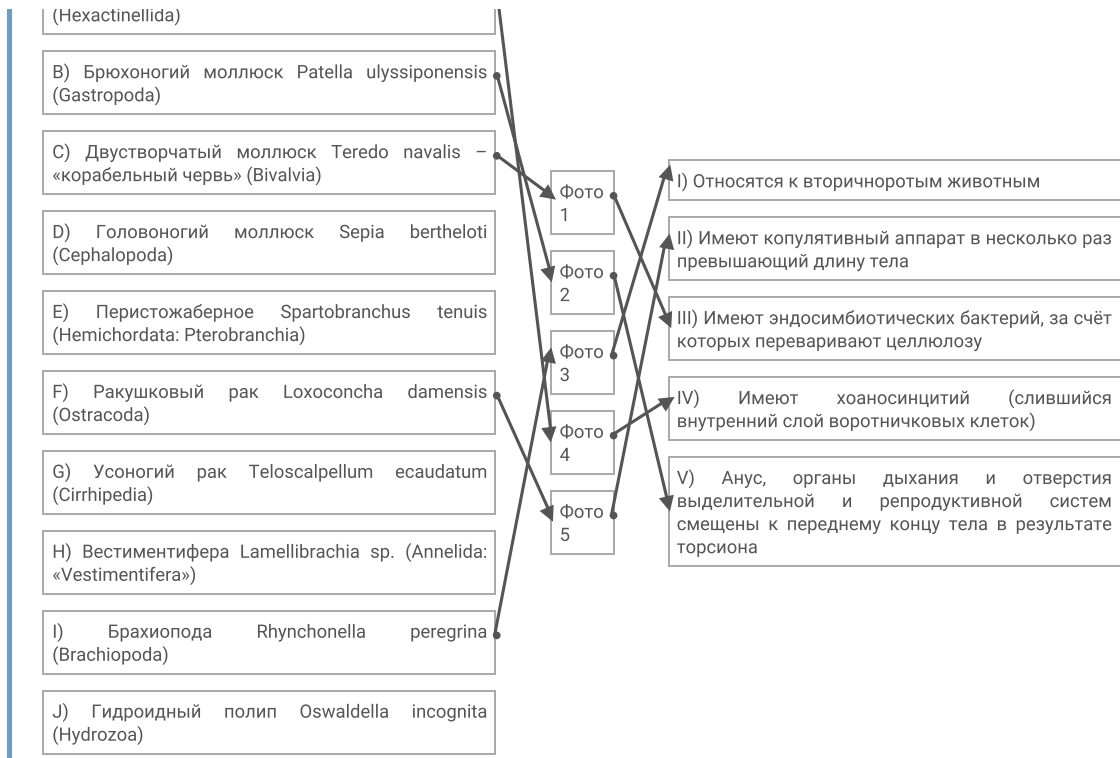 (Hexactinellida)
B) Брюхоногий моллюск Patella ulyssiponensis
(Gastropoda)
C) Двустворчатый моллюск Teredo navalis –
«корабельный червь» (Bivalvia)
D) Головоногий моллюск Sepia bertheloti
(Cephalopoda)
E) Перистожаберное Spartobranchus tenuis
(Hemichordata: Pterobranchia)
F) Ракушковый рак Loxoconcha damensis
(Ostracoda)
G) Усоногий рак Teloscalpellum ecaudatum
(Cirrhipedia)
H) Вестиментифера Lamellibrachia sp. (Annelida:
«Vestimentifera»)
I) Брахиопода Rhynchonella peregrina
(Brachiopoda)
J) Гидроидный полип Oswaldella incognita
(Hydrozoa)
Фото
1
Фото
2
Фото
3
Фото
4
Фото
5
I) Относятся к вторичноротым животным
II) Имеют копулятивный аппарат в несколько раз
превышающий длину тела
III) Имеют эндосимбиотических бактерий, за счёт
которых переваривают целлюлозу
IV) Имеют хоаносинцитий (слившийся
внутренний слой воротничковых клеток)
V) Анус, органы дыхания и отверстия
выделительной и репродуктивной систем
смещены к переднему концу тела в результате
торсиона